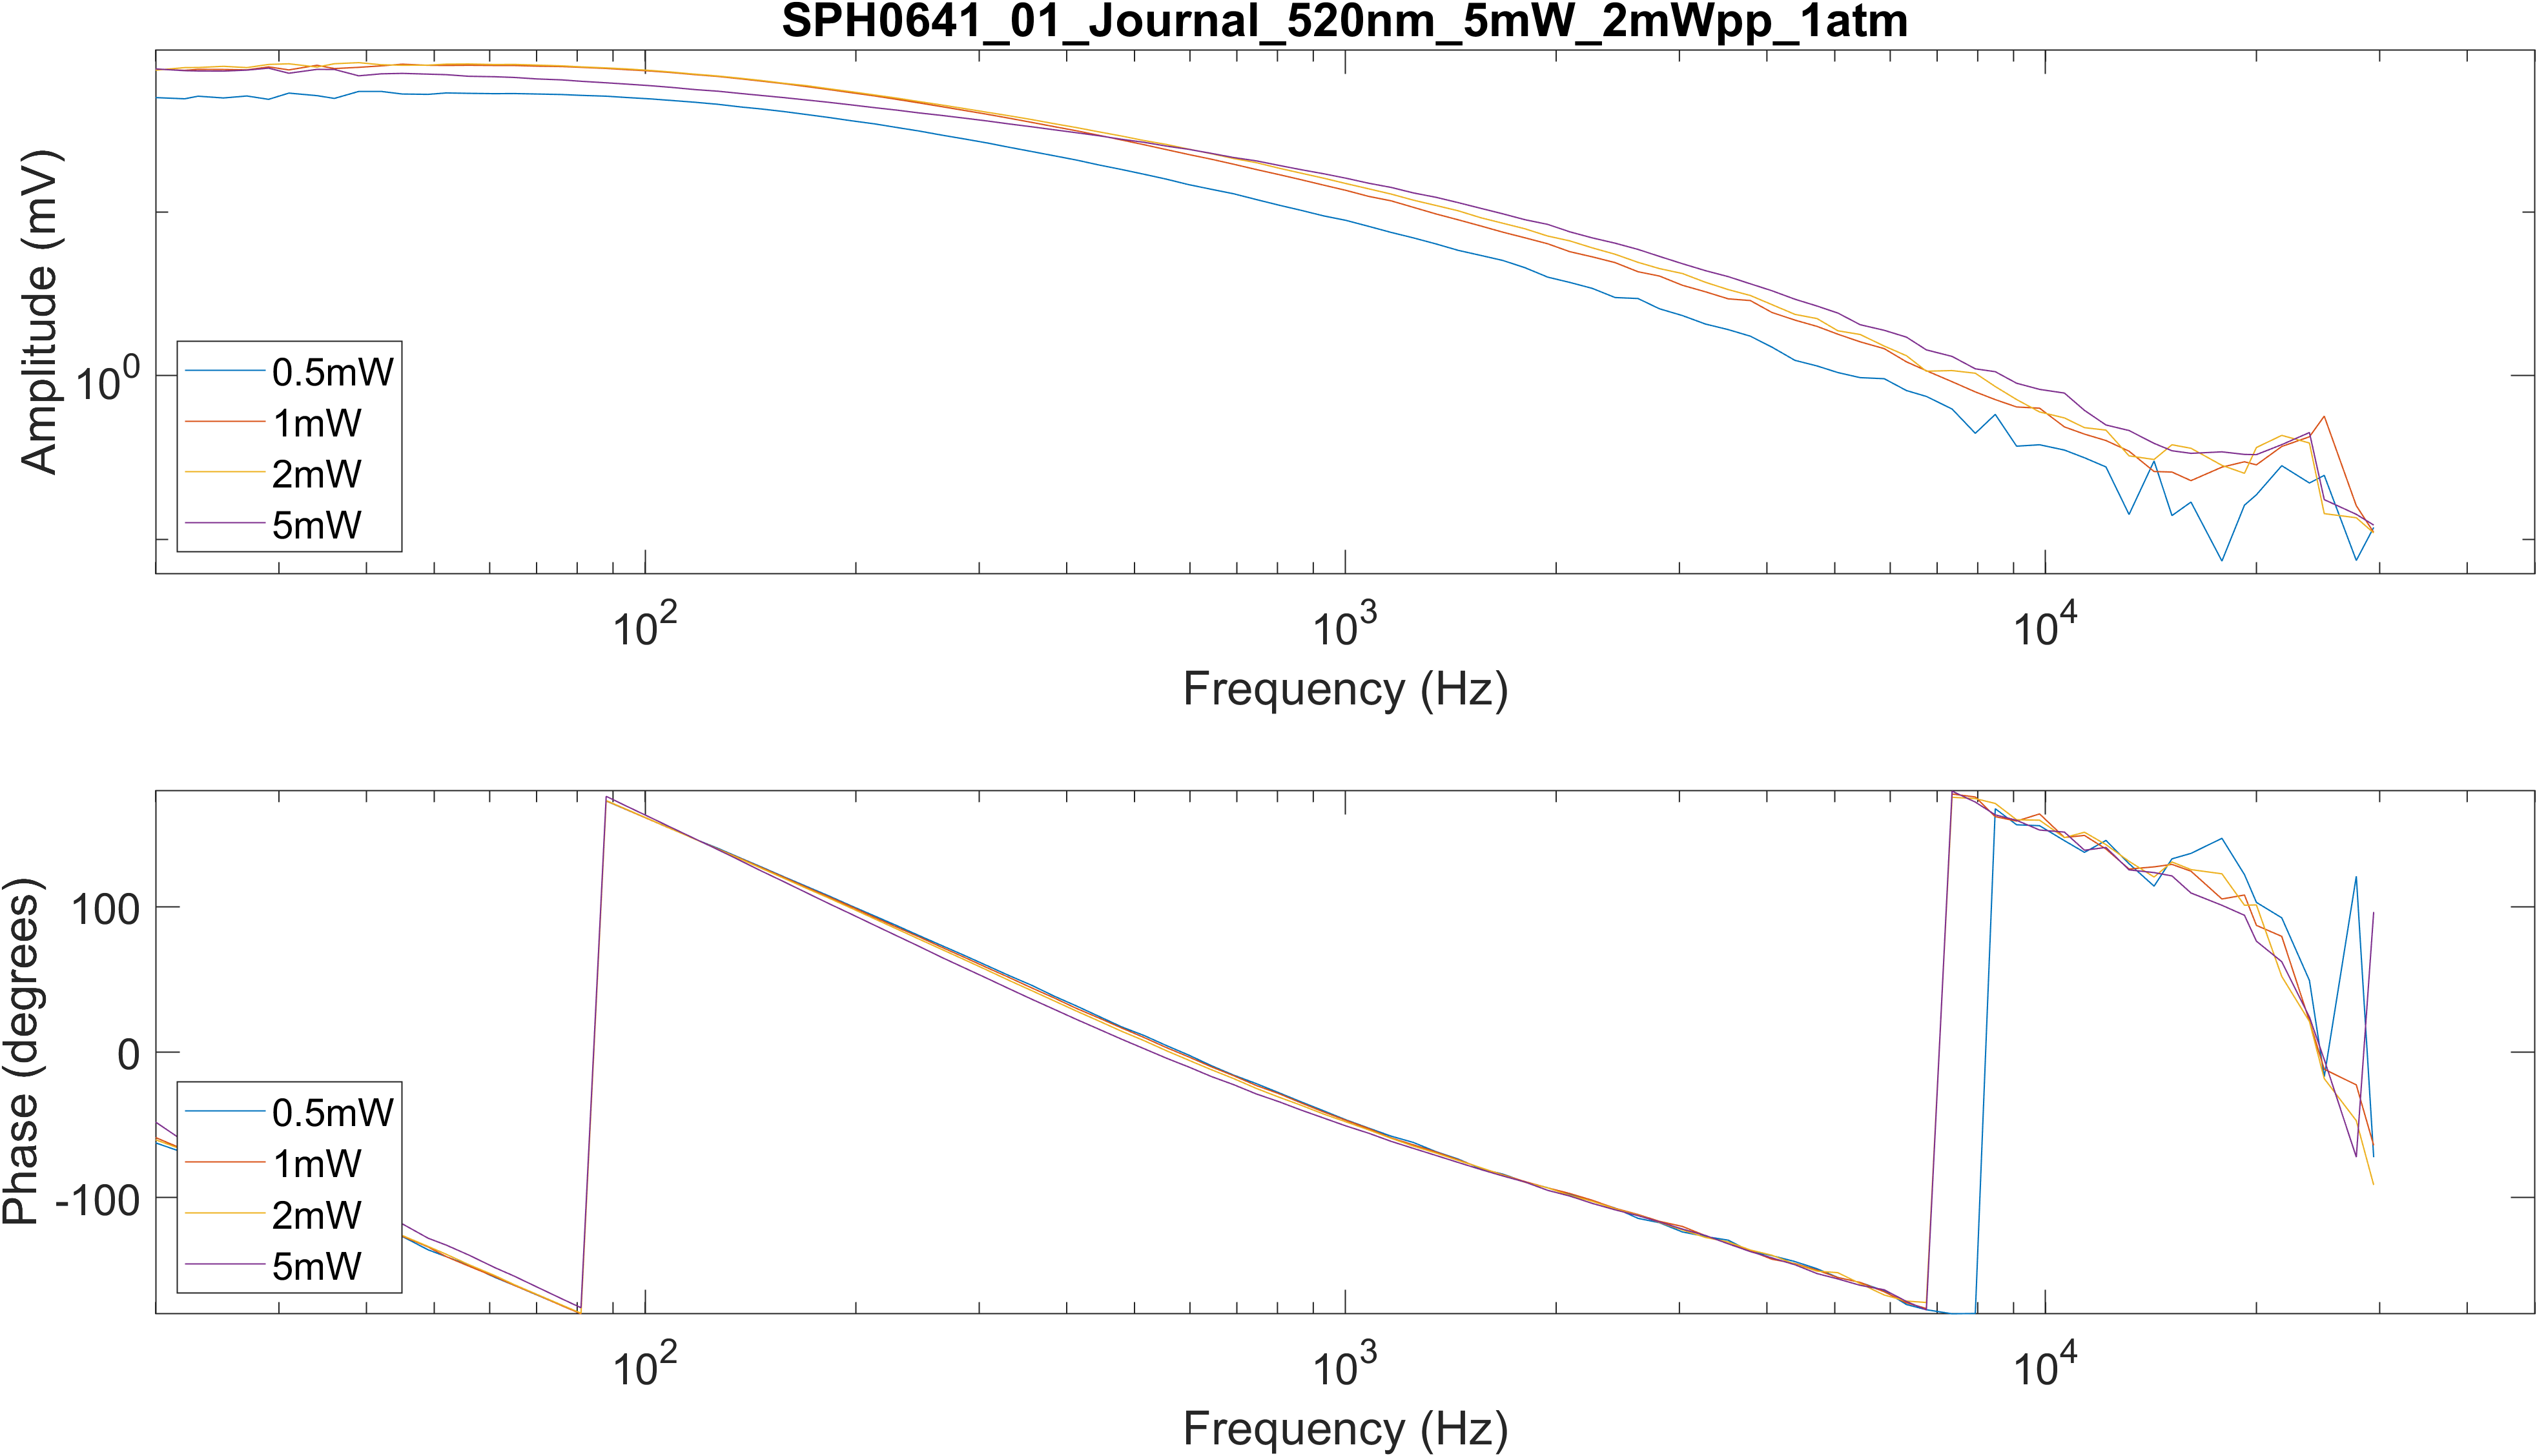 SPH0641_01_Journal_520nm_5mW_2mWpp_1atm
Amplitude (mV)
10^0
0.5mW
1mW
2mW
5mW
10^2
10^3
10^4
Frequency (Hz)
Phase (degrees)
100
0
-100
0.5mW
1mW
2mW
5mW
10^2
10^3
10^4
Frequency (Hz)